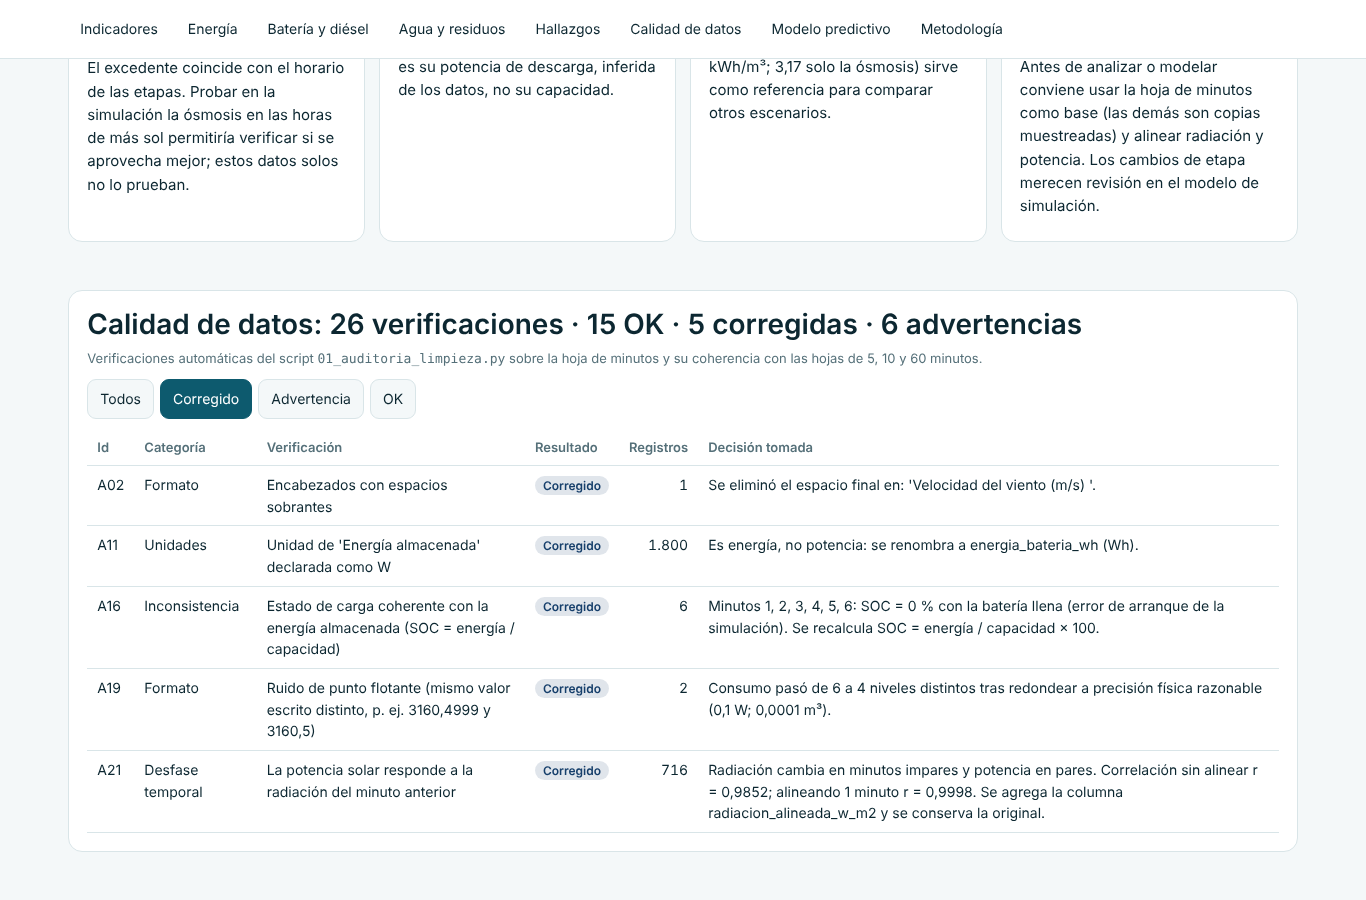 Indicadores Energía Batería y diésel Agua y residuos Hallazgos Calidad de datos Modelo predictivo Metodología
El excedente coincide con el horario
de las etapas. Probar en la
simulación la ósmosis en las horas
de más sol permitiría verificar si se
aprovecha mejor; estos datos solos
no lo prueban.
es su potencia de descarga, inferida
de los datos, no su capacidad.
kWh/m³; 3,17 solo la ósmosis) sirve
como referencia para comparar
otros escenarios.
Antes de analizar o modelar
conviene usar la hoja de minutos
como base (las demás son copias
muestreadas) y alinear radiación y
potencia. Los cambios de etapa
merecen revisión en el modelo de
simulación.
Calidad de datos: 26 verificaciones · 15 OK · 5 corregidas · 6 advertencias
Verificaciones automáticas del script 01_auditoria_limpieza.py sobre la hoja de minutos y su coherencia con las hojas de 5, 10 y 60 minutos.
Todos Corregido Advertencia OK
Id Categoría Verificación Resultado Registros Decisión tomada
A02 Formato Encabezados con espacios
sobrantes
Corregido 1 Se eliminó el espacio final en: 'Velocidad del viento (m/s) '.
A11 Unidades Unidad de 'Energía almacenada'
declarada como W
Corregido 1.800 Es energía, no potencia: se renombra a energia_bateria_wh (Wh).
A16 Inconsistencia Estado de carga coherente con la
energía almacenada (SOC = energía /
capacidad)
Corregido 6 Minutos 1, 2, 3, 4, 5, 6: SOC = 0 % con la batería llena (error de arranque de la
simulación). Se recalcula SOC = energía / capacidad × 100.
A19 Formato Ruido de punto flotante (mismo valor
escrito distinto, p. ej. 3160,4999 y
3160,5)
Corregido 2 Consumo pasó de 6 a 4 niveles distintos tras redondear a precisión física razonable
(0,1 W; 0,0001 m³).
A21 Desfase
temporal
La potencia solar responde a la
radiación del minuto anterior
Corregido 716 Radiación cambia en minutos impares y potencia en pares. Correlación sin alinear r
= 0,9852; alineando 1 minuto r = 0,9998. Se agrega la columna
radiacion_alineada_w_m2 y se conserva la original.